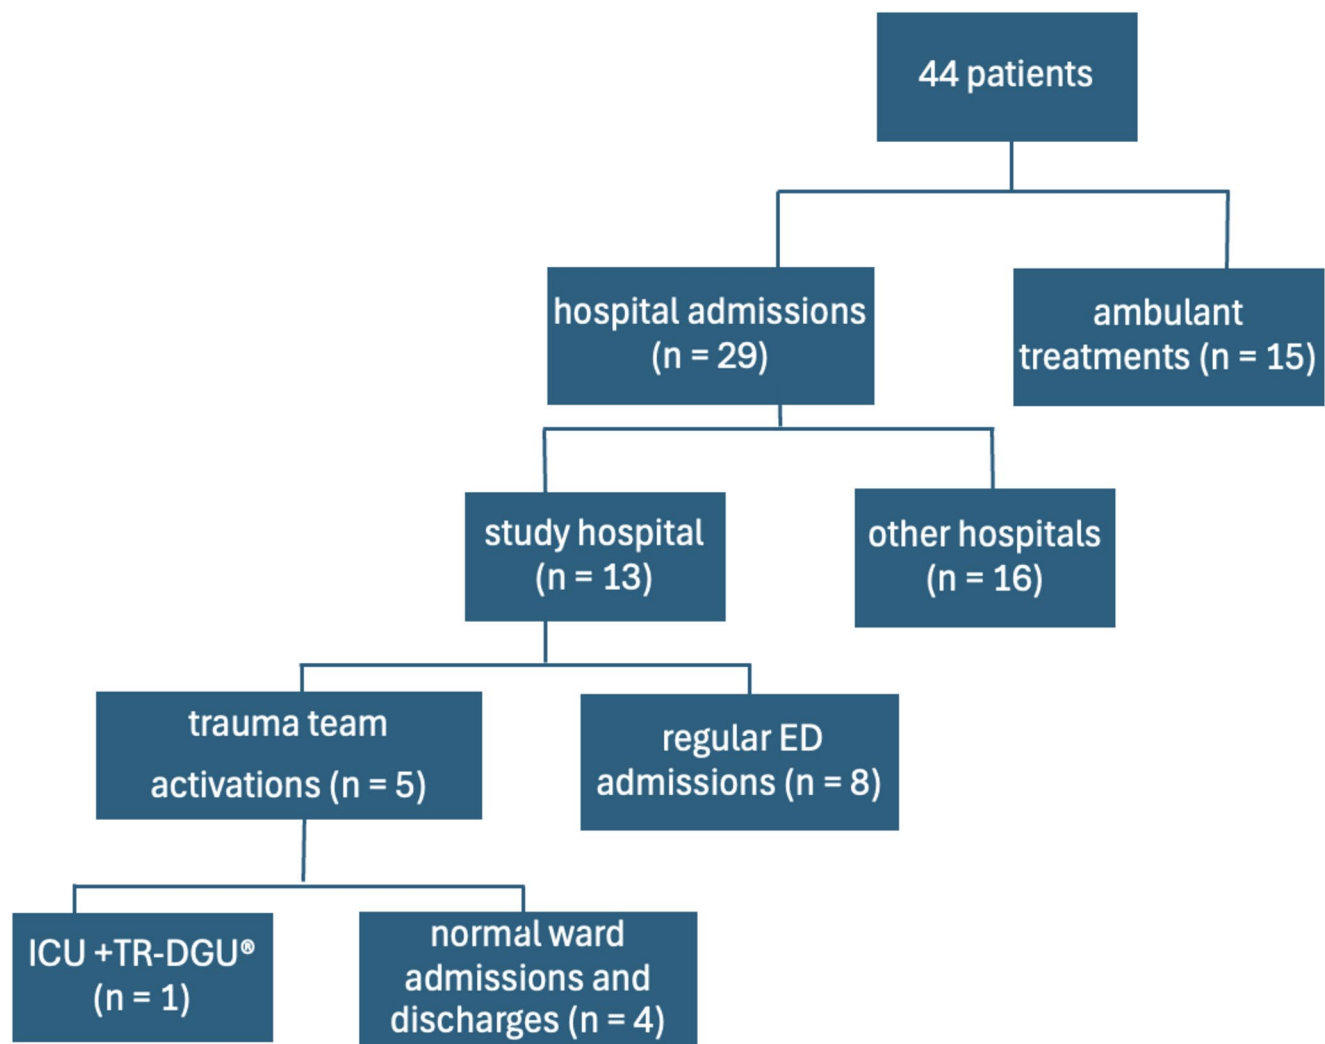 44 patients
hospital admissions
(n = 29)
ambulant
treatments (n = 15)
study hospital
(n = 13)
other hospitals
(n = 16)
trauma team
activations (n = 5)
regular ED
admissions (n = 8)
ICU +TR-DGU®
(n = 1)
normal ward
admissions and
discharges (n = 4)